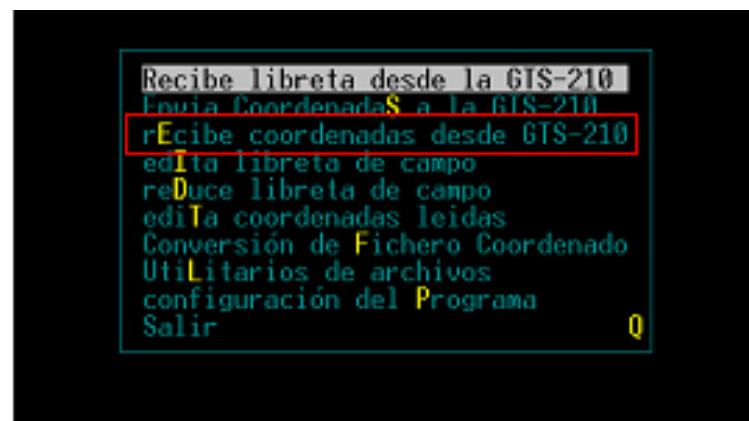 Recibe libreta desde la GTS-210
Envia CoordenadaS a la GTS-210
rEcibe coordenadas desde GTS-210
edIta libreta de campo
reDuce libreta de campo
ediTa coordenadas leidas
Conversión de Fichero Coordenado
UtiLitarios de archivos
configuración del Programa
Salir Q